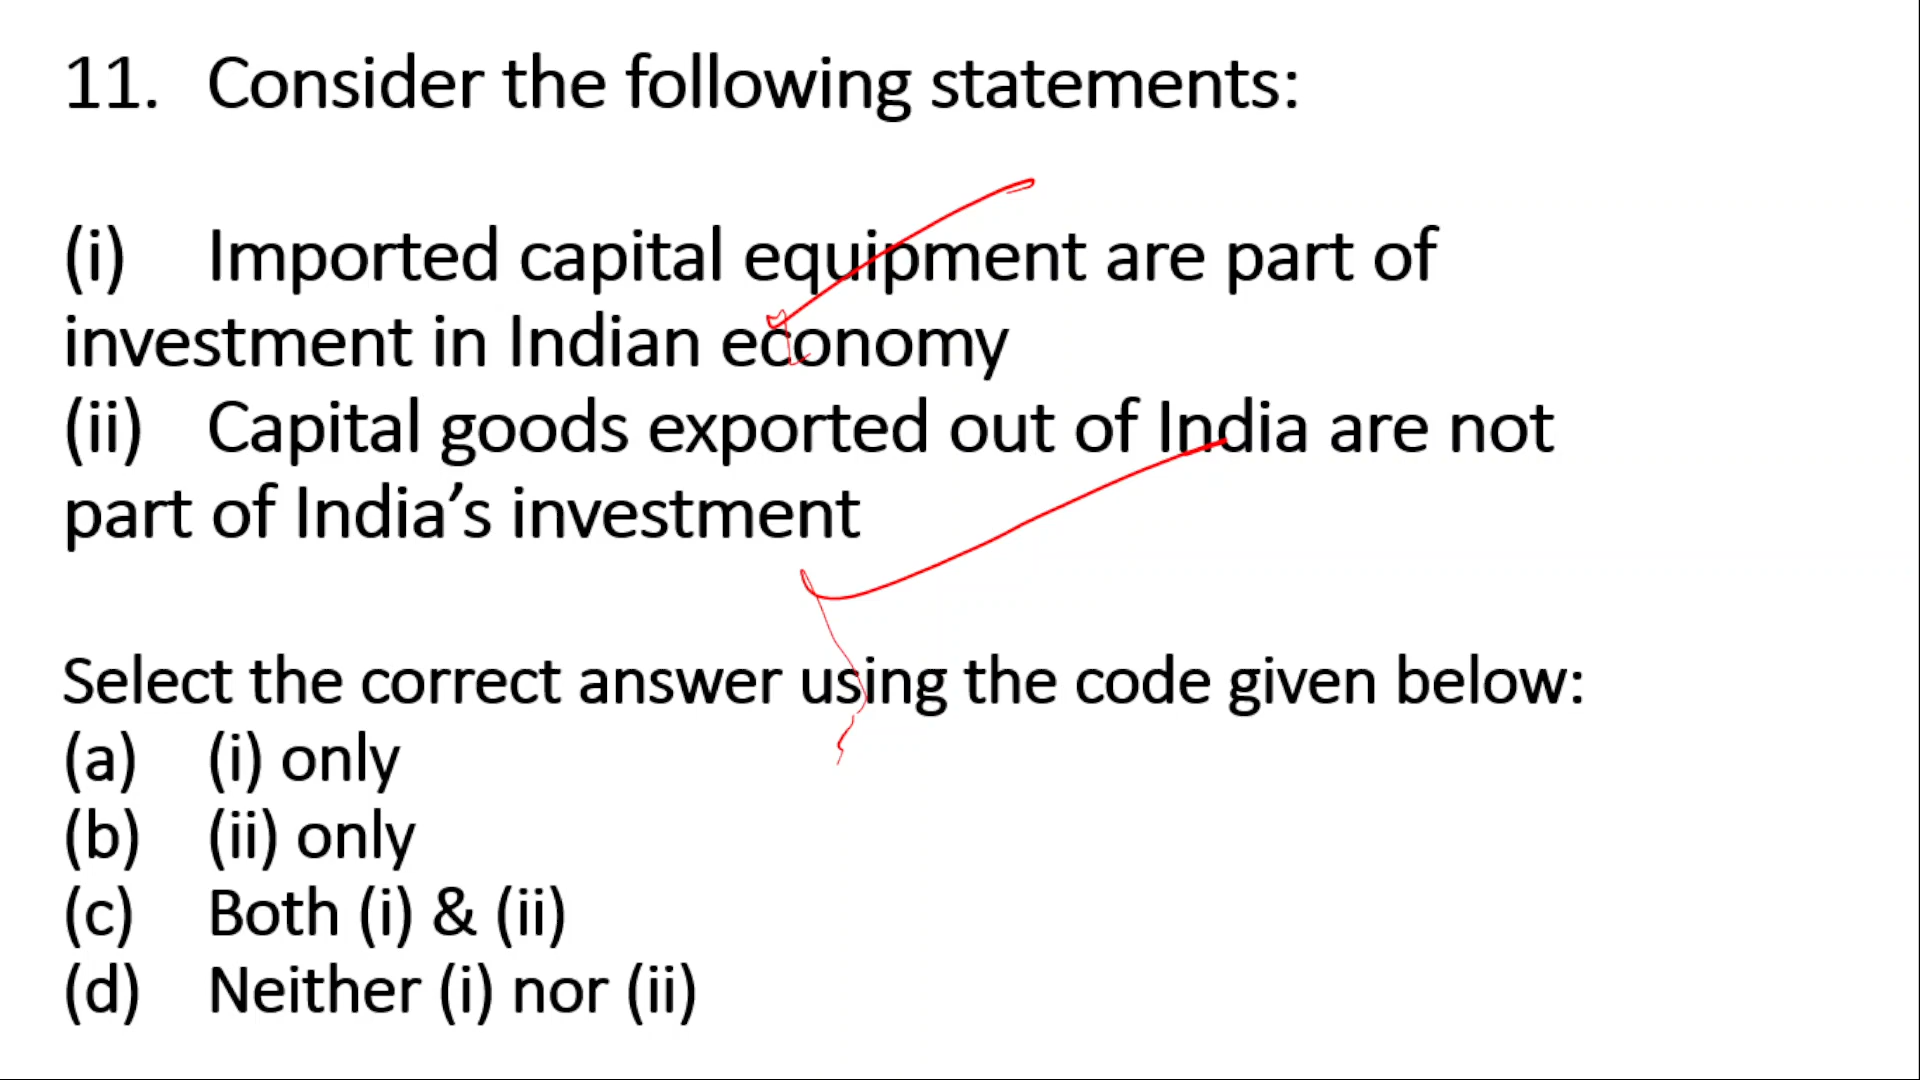 11. Consider the following statements:
(i) Imported capital equipment are part of
investment in Indian economy
(ii) Capital goods exported out of India are not
part of India’s investment
Select the correct answer using the code given below:
(a) (i) only
(b) (ii) only
(c) Both (i) & (ii)
(d) Neither (i) nor (ii)